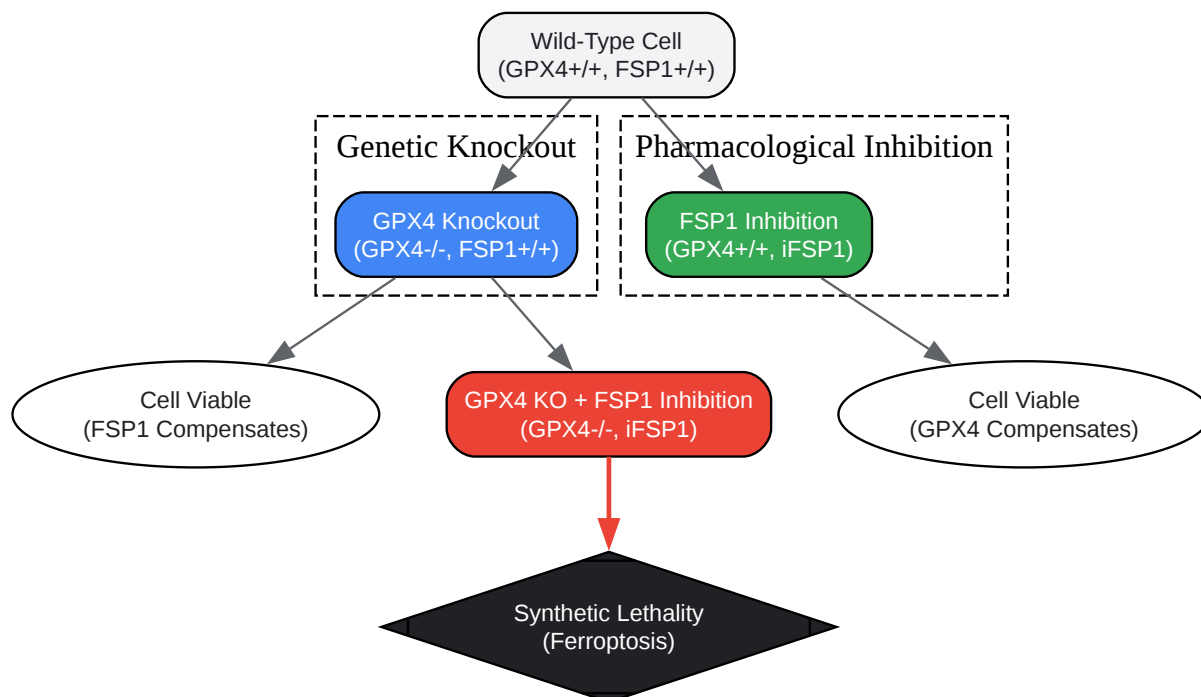 Wild-Type Cell
(GPX4+/+, FSP1+/+)
Genetic Knockout
Pharmacological Inhibition
GPX4 Knockout
(GPX4-/-, FSP1+/+)
FSP1 Inhibition
(GPX4+/+, iFSP1)
Cell Viable
(FSP1 Compensates)
GPX4 KO + FSP1 Inhibition
(GPX4-/-, iFSP1)
Cell Viable
(GPX4 Compensates)
Synthetic Lethality
(Ferroptosis)